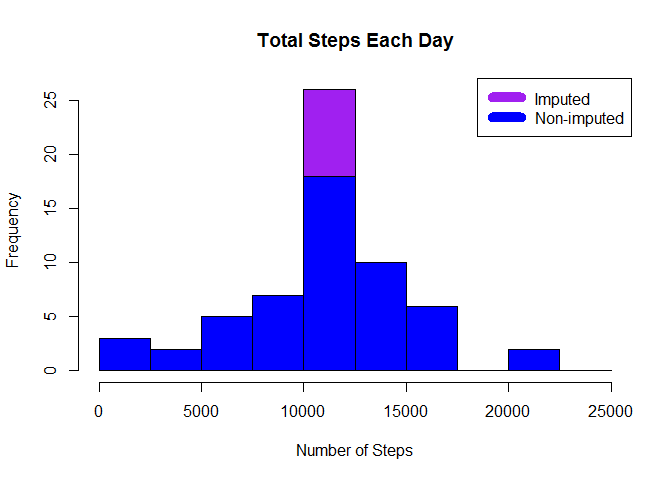 Total Steps Each Day
Imputed
Non-imputed
Frequency
25
20
15
10
5
0
0 5000 10000 15000 20000 25000
Number of Steps